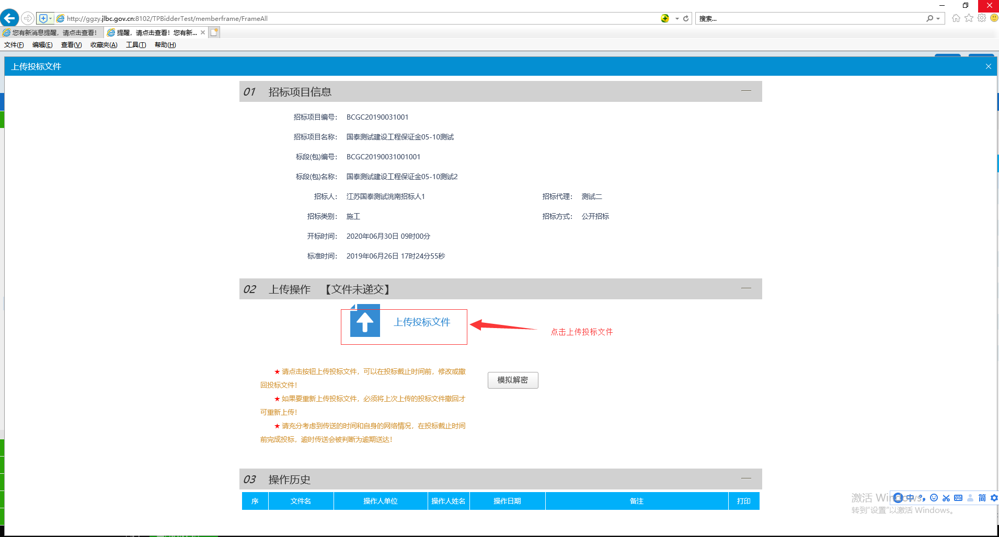 http://ggzy.jlbc.gov.cn:8102/TPBidderTest/memberframe/FrameAll
搜索...
您有新消息提醒，请点击查看！
提醒，请点击查看！您有新...
文件(F) 编辑(E) 查看(V) 收藏夹(A) 工具(T) 帮助(H)
上传投标文件
01 招标项目信息
招标项目编号： BCGC20190031001
招标项目名称： 国泰测试建设工程保证金05-10测试
标段(包)编号： BCGC20190031001001
标段(包)名称： 国泰测试建设工程保证金05-10测试2
招标人： 江苏国泰测试洮南招标人1 招标代理： 测试二
招标类别： 施工 招标方式： 公开招标
开标时间： 2020年06月30日 09时00分
标准时间： 2019年06月26日 17时24分55秒
02 上传操作 【文件未递交】
上传投标文件
点击上传投标文件
★ 请点击按钮上传投标文件，可以在投标截止时间前，修改或撤
回投标文件！
模拟解密
★ 如果要重新上传投标文件，必须将上次上传的投标文件撤回才
可重新上传！
★ 请充分考虑到传送的时间和自身的网络情况，在投标截止时间
前完成投标，逾时传送会被判断为逾期送达！
03 操作历史
序 文件名 操作人单位 操作人姓名 操作日期 备注 打印
激活 Windows
中 简
转到"设置"以激活 Windows。